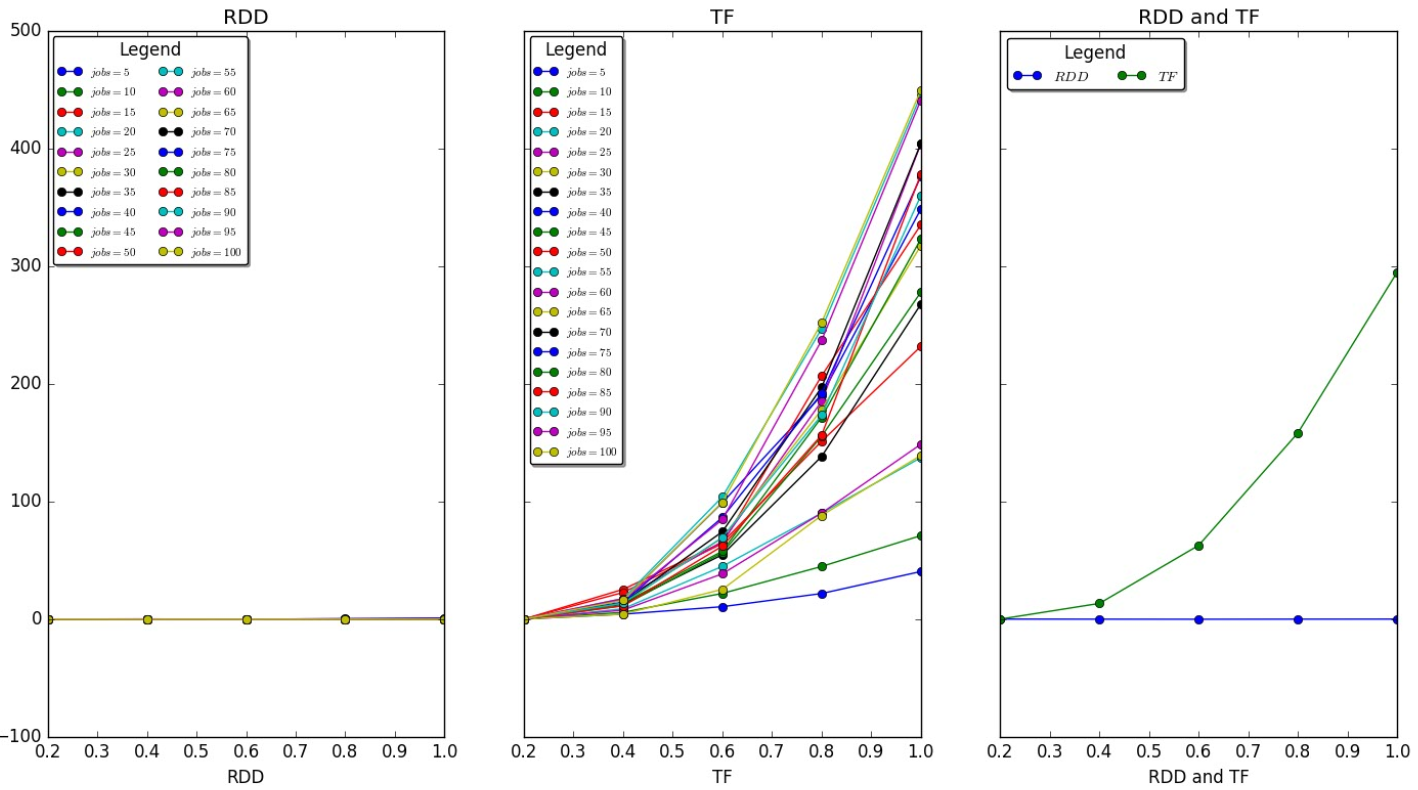 RDD
TF
RDD and TF
500
400
300
200
100
0
−100
Legend
jobs = 5 jobs = 55
jobs = 10 jobs = 60
jobs = 15 jobs = 65
jobs = 20 jobs = 70
jobs = 25 jobs = 75
jobs = 30 jobs = 80
jobs = 35 jobs = 85
jobs = 40 jobs = 90
jobs = 45 jobs = 95
jobs = 50 jobs = 100
0.2 0.3 0.4 0.5 0.6 0.7 0.8 0.9 1.0
RDD
Legend
jobs = 5
jobs = 10
jobs = 15
jobs = 20
jobs = 25
jobs = 30
jobs = 35
jobs = 40
jobs = 45
jobs = 50
jobs = 55
jobs = 60
jobs = 65
jobs = 70
jobs = 75
jobs = 80
jobs = 85
jobs = 90
jobs = 95
jobs = 100
0.2 0.3 0.4 0.5 0.6 0.7 0.8 0.9 1.0
TF
Legend
RDD TF
0.2 0.3 0.4 0.5 0.6 0.7 0.8 0.9 1.0
RDD and TF